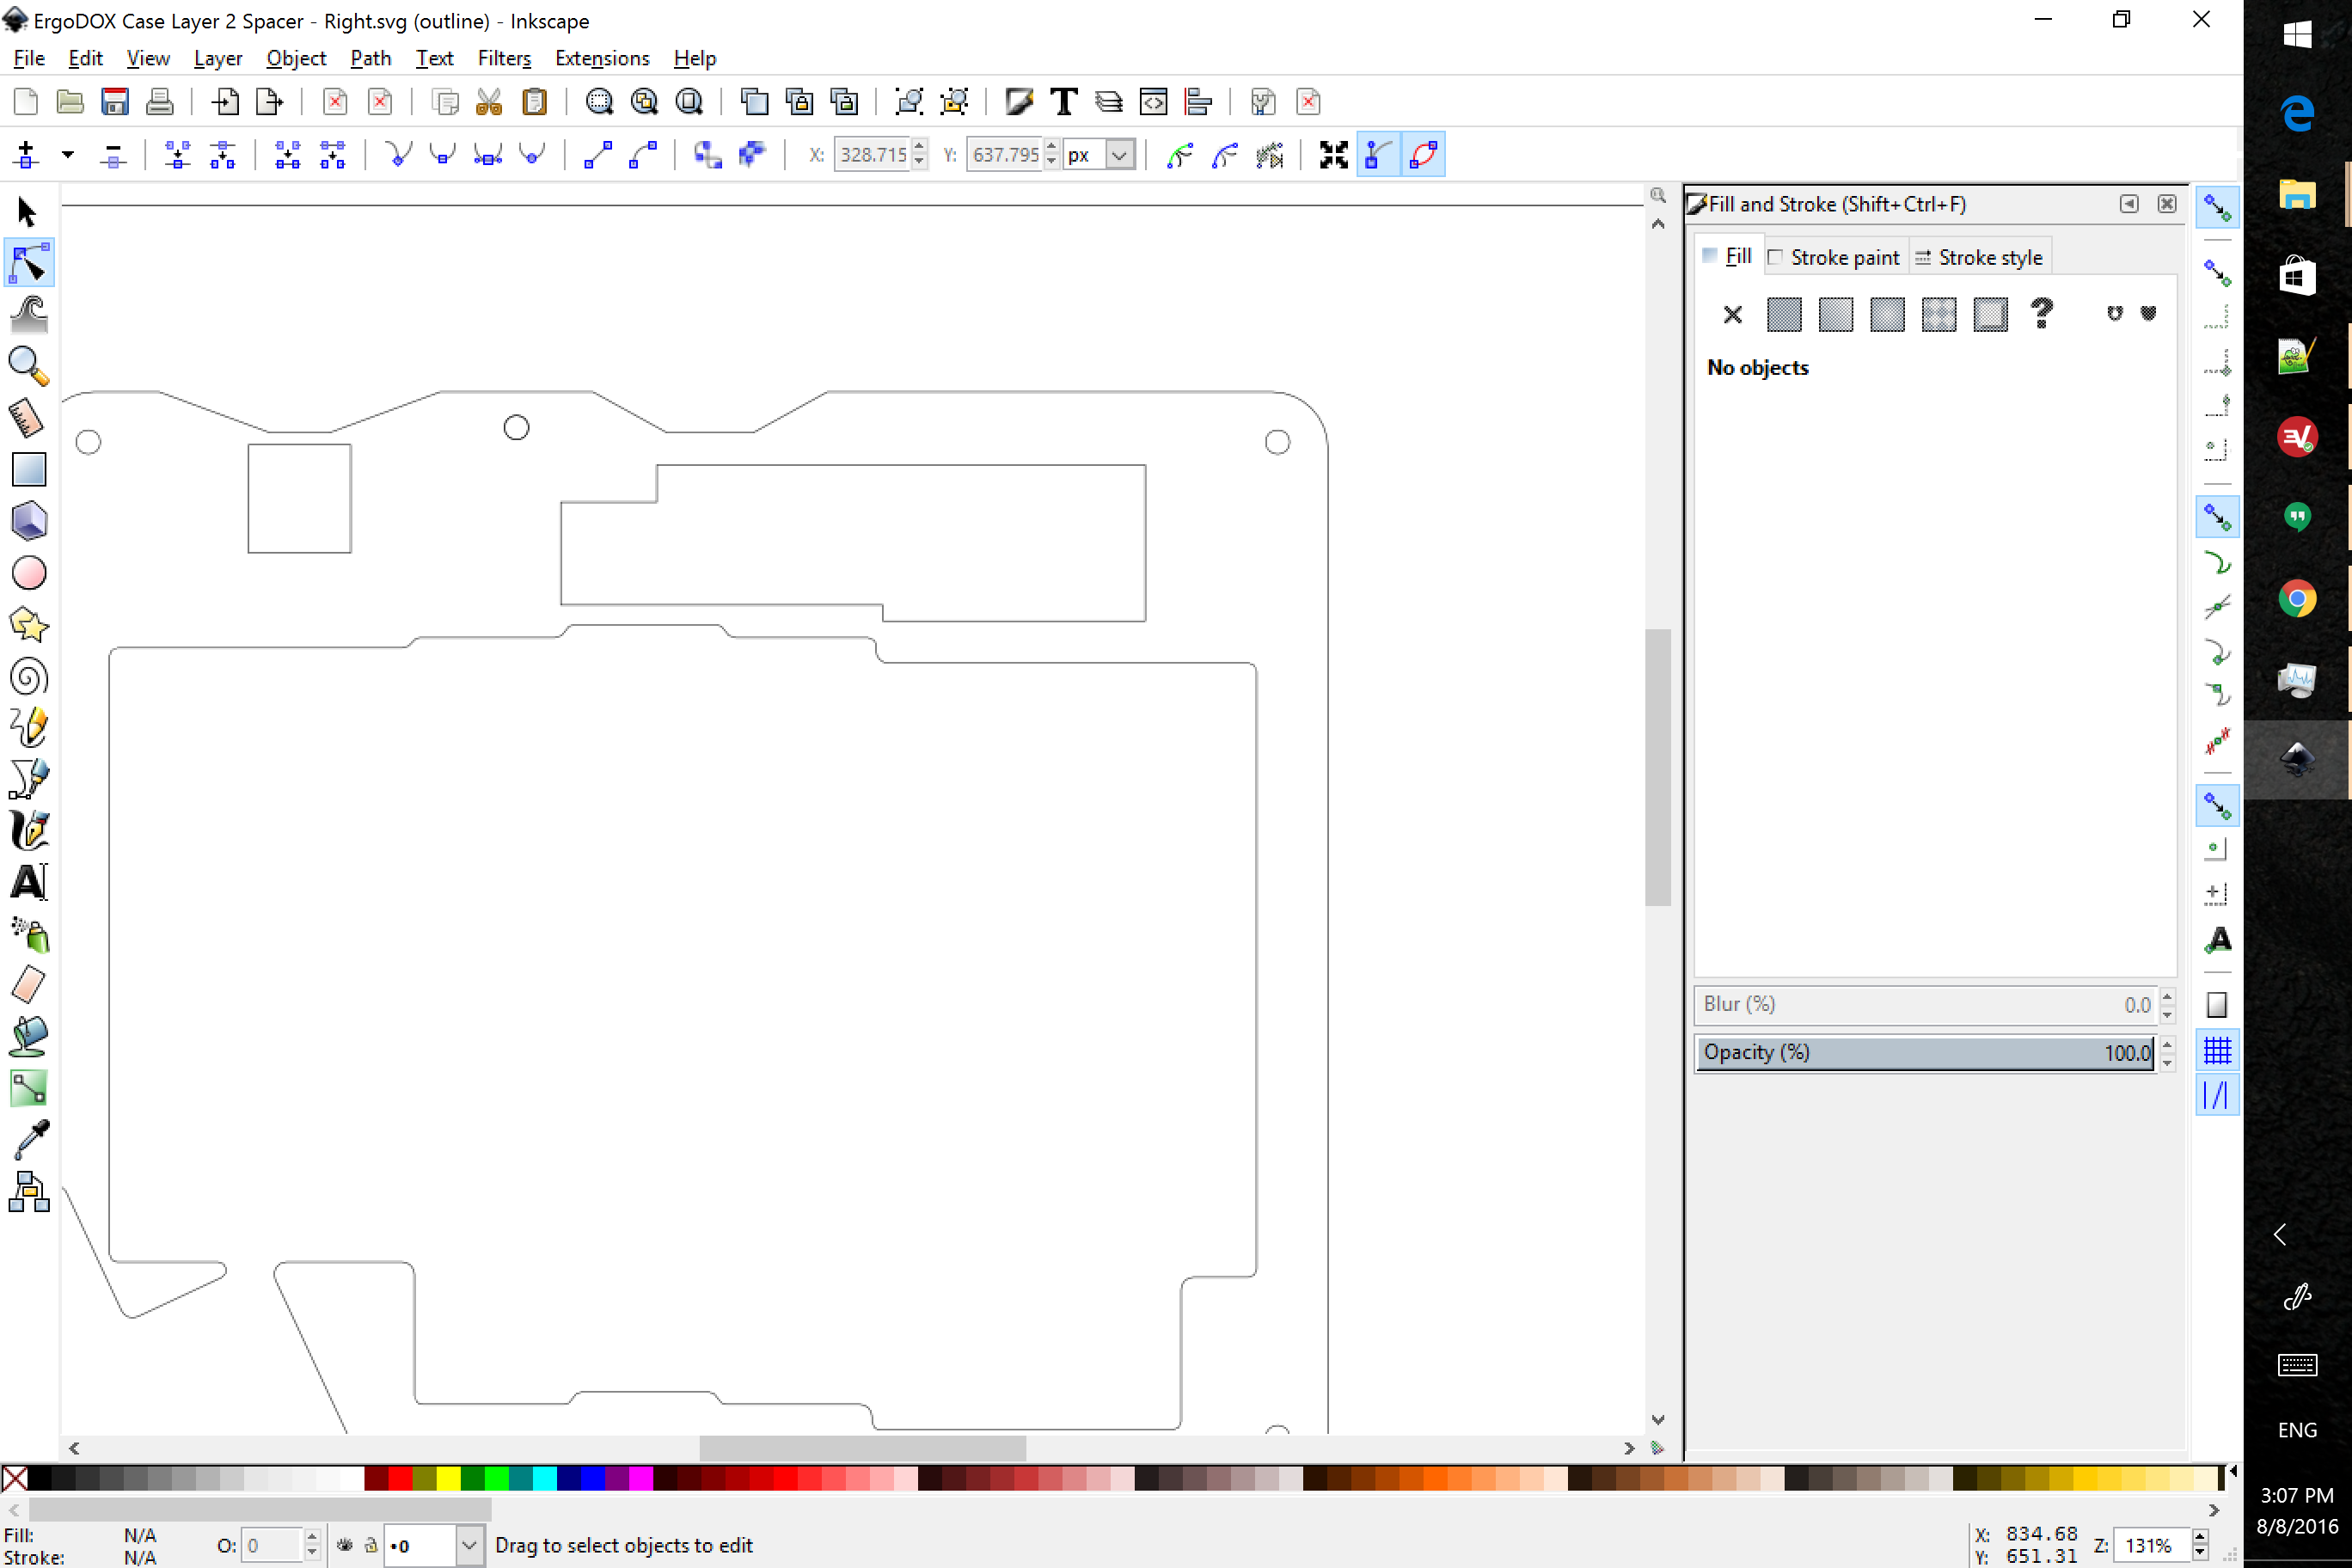 ErgoDOX Case Layer 2 Spacer - Right.svg (outline) - Inkscape
File Edit View Layer Object Path Text Filters Extensions Help
X: 328.715 Y: 637.795 px
Fill and Stroke (Shift+Ctrl+F)
Fill Stroke paint Stroke style
No objects
Blur (%) 0.0
Opacity (%) 100.0
ENG
3:07 PM
8/8/2016
Fill: N/A
Stroke: N/A
O: 0
•0
Drag to select objects to edit
X: 834.68
Y: 651.31
Z: 131%